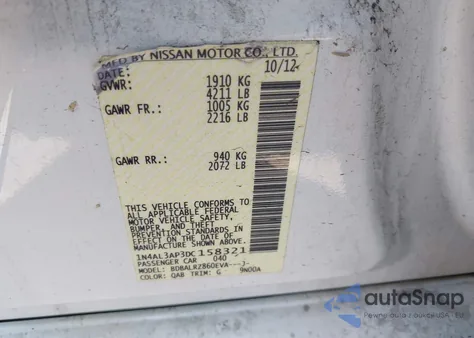 MFD BY NISSAN MOTOR CO., LTD.
DATE: 10/12
GVWR: 1910 KG
4211 LB
GAWR FR.: 1005 KG
2216 LB
GAWR RR.: 940 KG
2072 LB
THIS VEHICLE CONFORMS TO
ALL APPLICABLE FEDERAL
MOTOR VEHICLE SAFETY,
BUMPER, AND THEFT
PREVENTION STANDARDS IN
EFFECT ON THE DATE OF
MANUFACTURE SHOWN ABOVE.
1N4AL3AP3DC158321
PASSENGER CAR 040
MODEL: BDBALRZ860EVA---J-
COLOR: QAB TRIM: G 9N00A
autoSnap